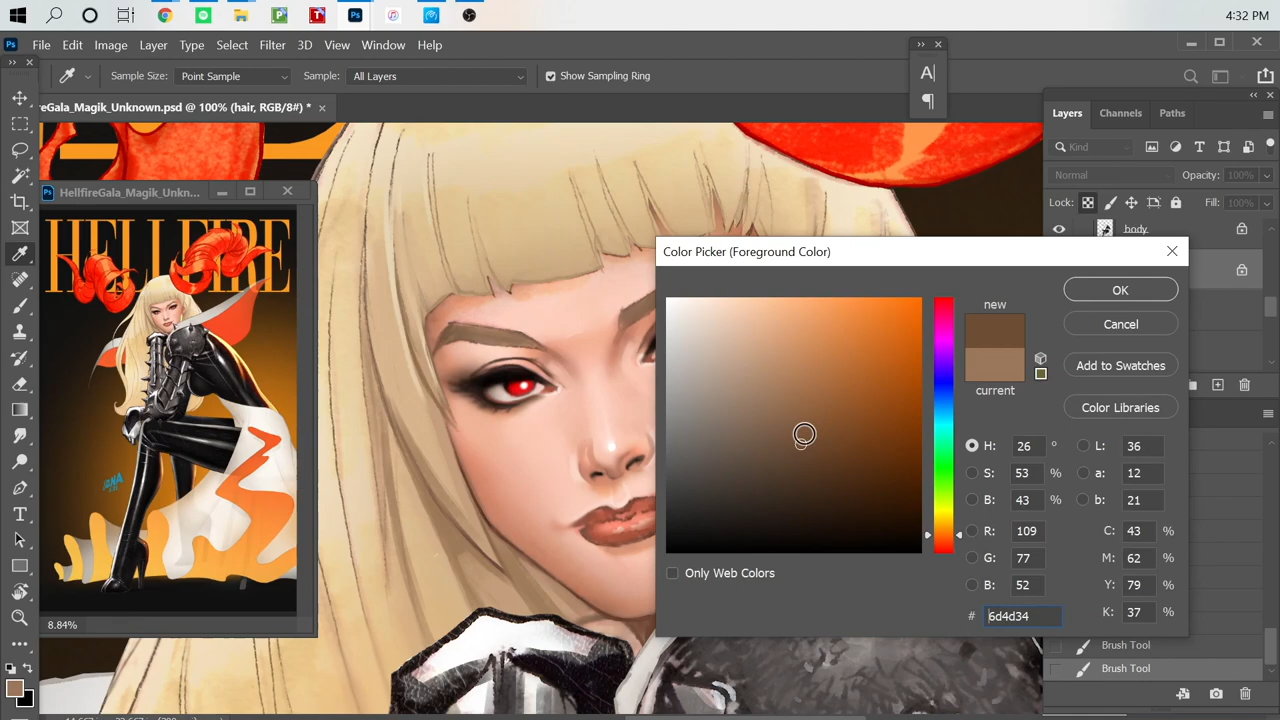 4:32 PM
Ps File Edit Image Layer Type Select Filter 3D View Window Help
Sample Size: Point Sample Sample: All Layers Show Sampling Ring
reGala_Magik_Unknown.psd @ 100% (hair, RGB/8#) *
Layers Channels Paths
Kind
Normal Opacity: 100%
Lock: Fill: 100%
body
HellfireGala_Magik_Unkn...
HELLFIRE
8.84%
Color Picker (Foreground Color)
new
current
OK
Cancel
Add to Swatches
Color Libraries
H: 26 ° L: 36
S: 53 % a: 12
B: 43 % b: 21
R: 109 C: 43 %
G: 77 M: 62 %
B: 52 Y: 79 %
# 6d4d34 K: 37 %
Only Web Colors
Brush Tool
Brush Tool